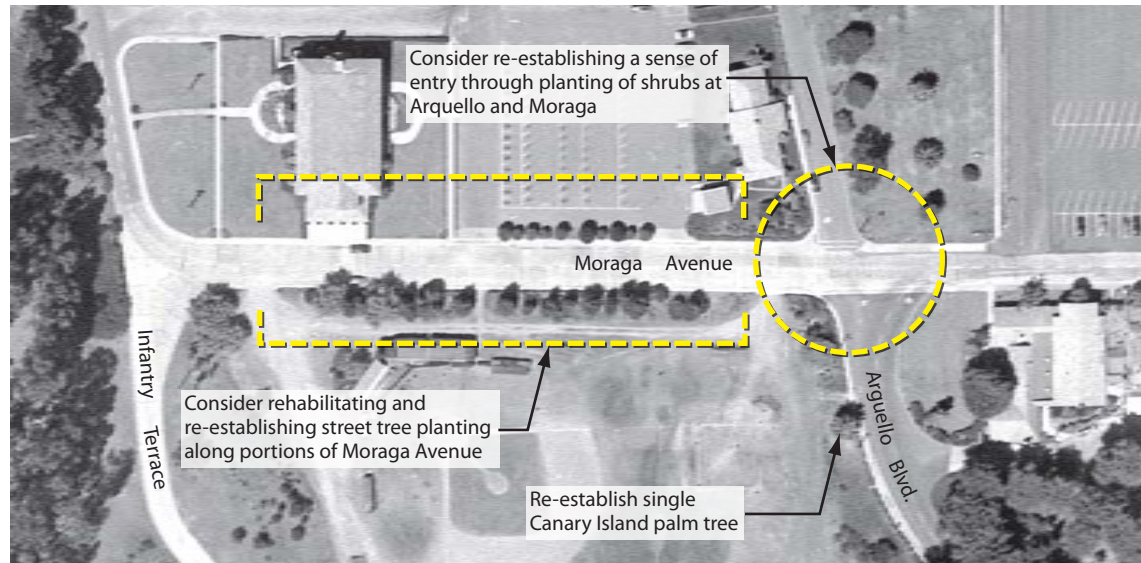 Consider re-establishing a sense of
entry through planting of shrubs at
Arquello and Moraga
Moraga Avenue
Infantry Terrace
Consider rehabilitating and
re-establishing street tree planting
along portions of Moraga Avenue
Arguello Blvd.
Re-establish single
Canary Island palm tree